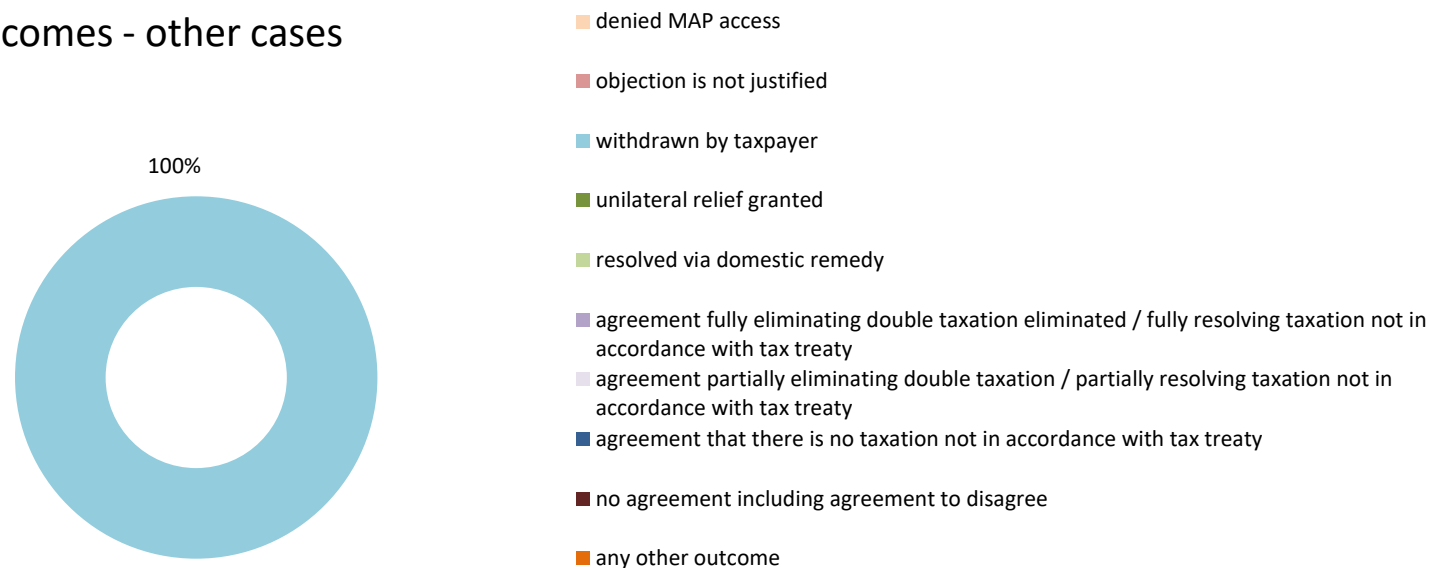 comes - other cases
100%
denied MAP access
objection is not justified
withdrawn by taxpayer
unilateral relief granted
resolved via domestic remedy
agreement fully eliminating double taxation eliminated / fully resolving taxation not in
accordance with tax treaty
agreement partially eliminating double taxation / partially resolving taxation not in
accordance with tax treaty
agreement that there is no taxation not in accordance with tax treaty
no agreement including agreement to disagree
any other outcome